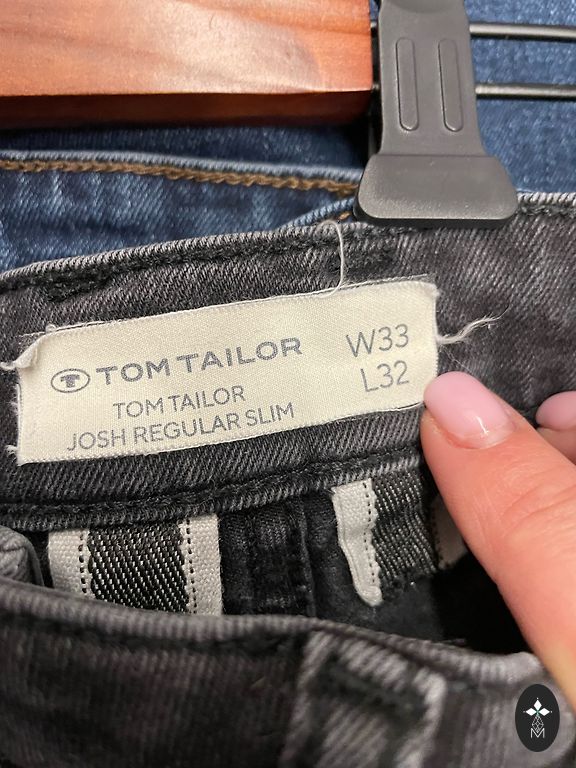 TOM TAILOR
TOM TAILOR
JOSH REGULAR SLIM
W33
L32